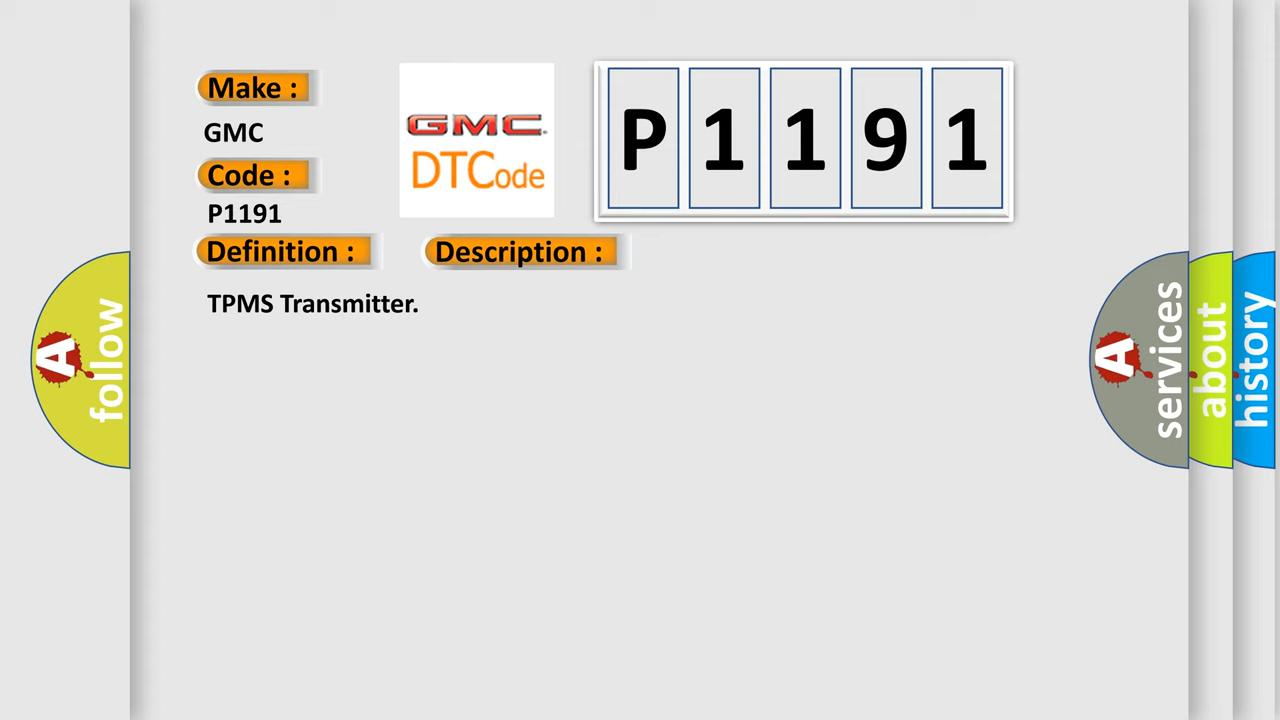 Make :
GMC
Code :
P1191
Definition :
Description :
TPMS Transmitter.
GMC
DTCode
P 1 1 9 1
A follow
A services
about
history